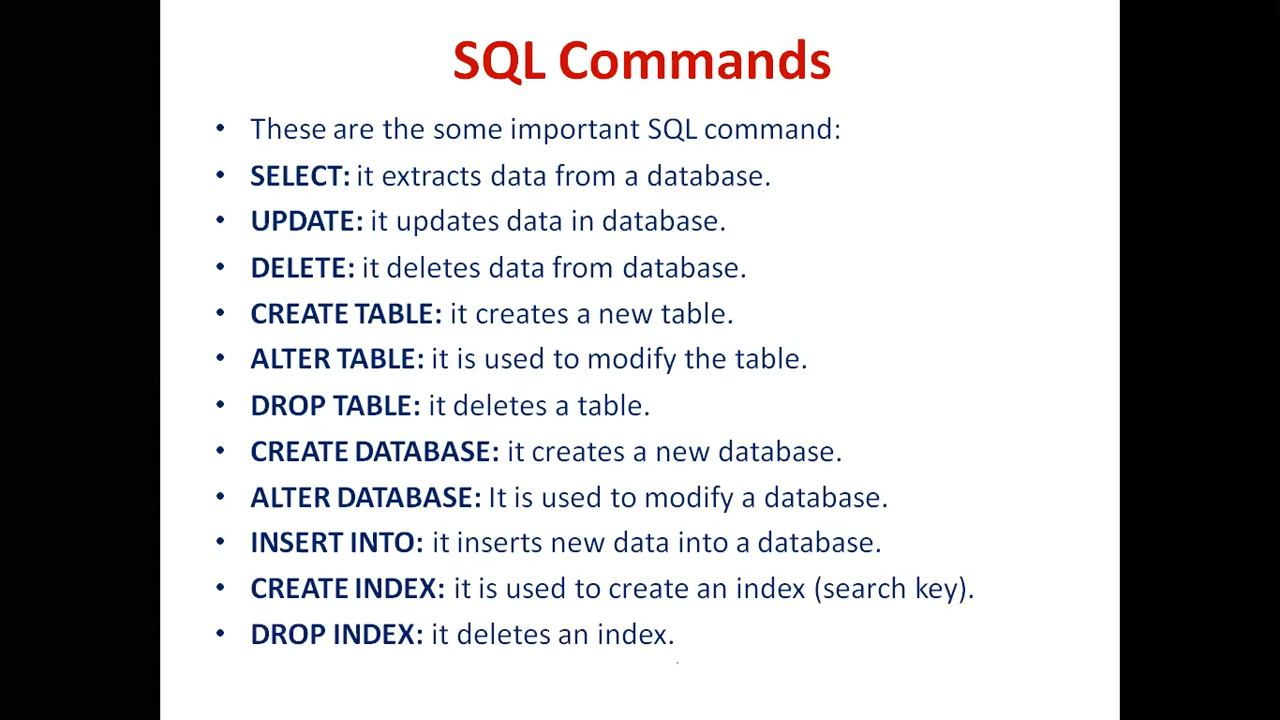 SQL Commands
• These are the some important SQL command:
• SELECT: it extracts data from a database.
• UPDATE: it updates data in database.
• DELETE: it deletes data from database.
• CREATE TABLE: it creates a new table.
• ALTER TABLE: it is used to modify the table.
• DROP TABLE: it deletes a table.
• CREATE DATABASE: it creates a new database.
• ALTER DATABASE: It is used to modify a database.
• INSERT INTO: it inserts new data into a database.
• CREATE INDEX: it is used to create an index (search key).
• DROP INDEX: it deletes an index.